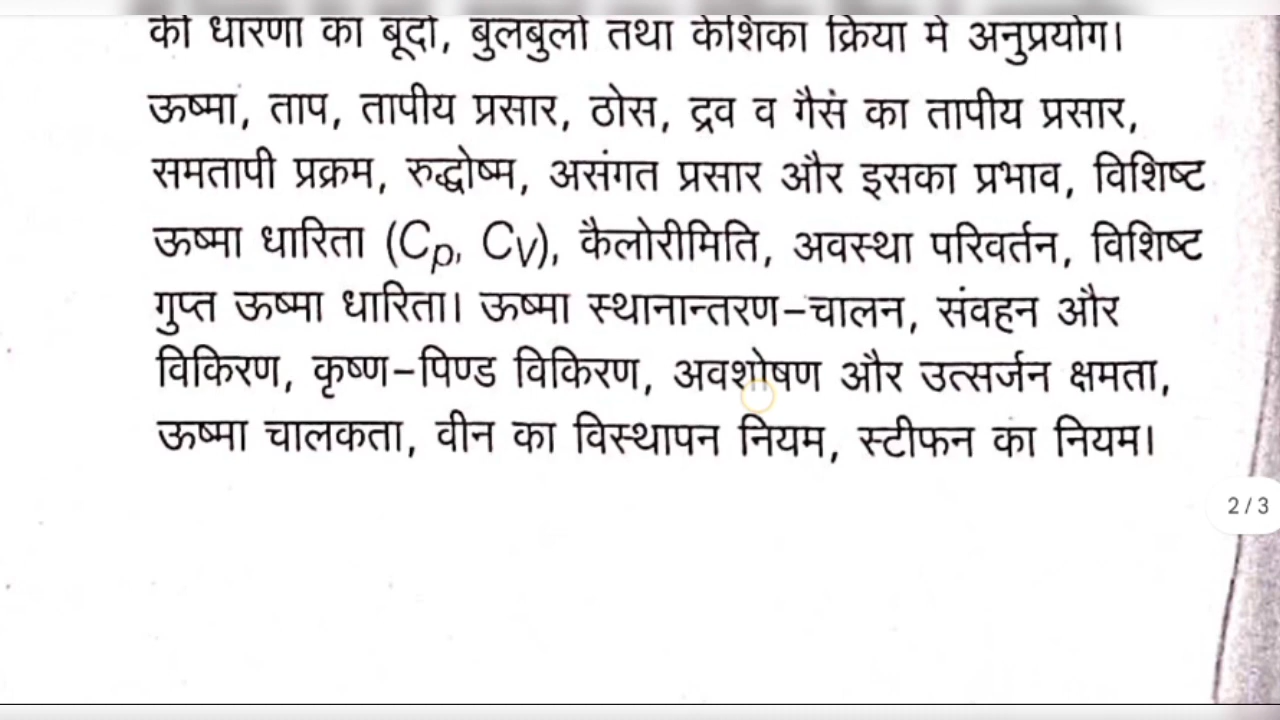 की धारणा का बूंदों, बुलबुलों तथा केशिका क्रिया में अनुप्रयोग।
ऊष्मा, ताप, तापीय प्रसार, ठोस, द्रव व गैसं का तापीय प्रसार,
समतापी प्रक्रम, रुद्धोष्म, असंगत प्रसार और इसका प्रभाव, विशिष्ट
ऊष्मा धारिता (Cp, CV), कैलोरीमिति, अवस्था परिवर्तन, विशिष्ट
गुप्त ऊष्मा धारिता। ऊष्मा स्थानान्तरण–चालन, संवहन और
विकिरण, कृष्ण–पिण्ड विकिरण, अवशोषण और उत्सर्जन क्षमता,
ऊष्मा चालकता, वीन का विस्थापन नियम, स्टीफन का नियम।
2/3